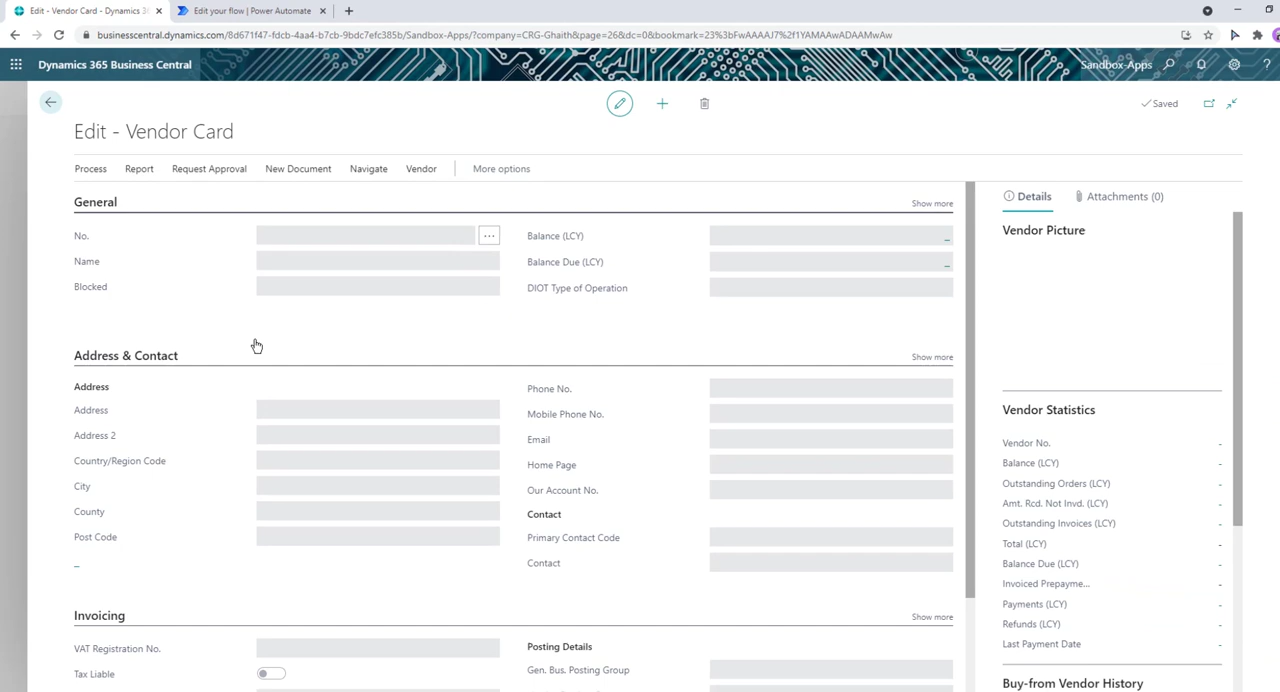 Edit - Vendor Card - Dynamics 36
Edit your flow | Power Automate
businesscentral.dynamics.com/8d671f47-fdcb-4aa4-b7cb-9bdc7efc385b/Sandbox-Apps/?company=CRG-Ghaith&page=26&dc=0&bookmark=23%3bFwAAAAJ7%2f1YAMAAwADAAMwAw
Dynamics 365 Business Central
Sandbox-Apps
Saved
Edit - Vendor Card
Process Report Request Approval New Document Navigate Vendor More options
General Show more
No. Balance (LCY)
Name Balance Due (LCY)
Blocked DIOT Type of Operation
Address & Contact Show more
Address
Address
Address 2
Country/Region Code
City
County
Post Code
Phone No.
Mobile Phone No.
Email
Home Page
Our Account No.
Contact
Primary Contact Code
Contact
Invoicing Show more
VAT Registration No.
Tax Liable
Posting Details
Gen. Bus. Posting Group
Details Attachments (0)
Vendor Picture
Vendor Statistics
Vendor No. -
Balance (LCY) -
Outstanding Orders (LCY) -
Amt. Rcd. Not Invd. (LCY) -
Outstanding Invoices (LCY) -
Total (LCY) -
Balance Due (LCY) -
Invoiced Prepayme... -
Payments (LCY) -
Refunds (LCY) -
Last Payment Date -
Buy-from Vendor History